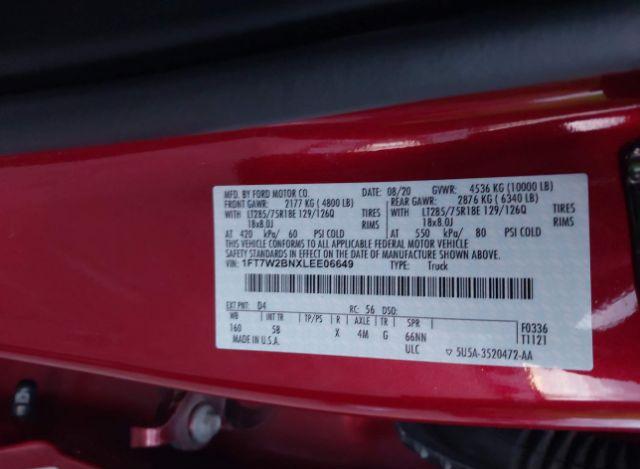 MFD. BY FORD MOTOR CO. DATE: 08/20 GVWR: 4536 KG (10000 LB)
FRONT GAWR: 2177 KG (4800 LB) REAR GAWR: 2876 KG (6340 LB)
WITH LT285/75R18E 129/126Q TIRES WITH LT285/75R18E 129/126Q TIRES
18x8.0J RIMS 18x8.0J RIMS
AT 420 kPa/ 60 PSI COLD AT 550 kPa/ 80 PSI COLD
THIS VEHICLE CONFORMS TO ALL APPLICABLE FEDERAL MOTOR VEHICLE
SAFETY STANDARDS IN EFFECT ON THE DATE OF MANUFACTURE SHOWN ABOVE.
VIN: 1FT7W2BNXLEE06649 TYPE: Truck
EXT PNT: D4 RC: 56 DSO:
WB INT TR TP/PS R AXLE TR SPR F0336
160 5B X 4M G 66NN T1121
MADE IN U.S.A. ULC 5U5A-3520472-AA